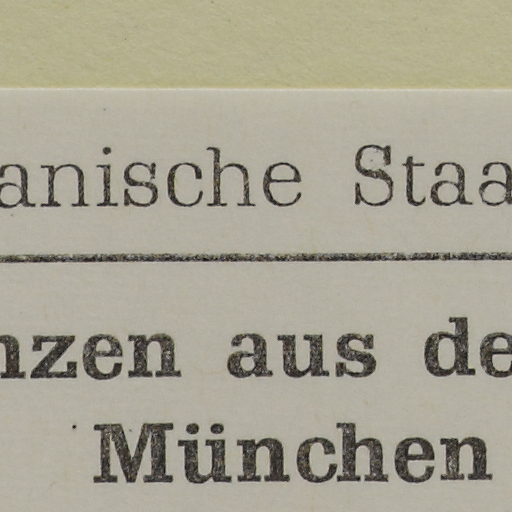 anische Staa
nzen aus de
München